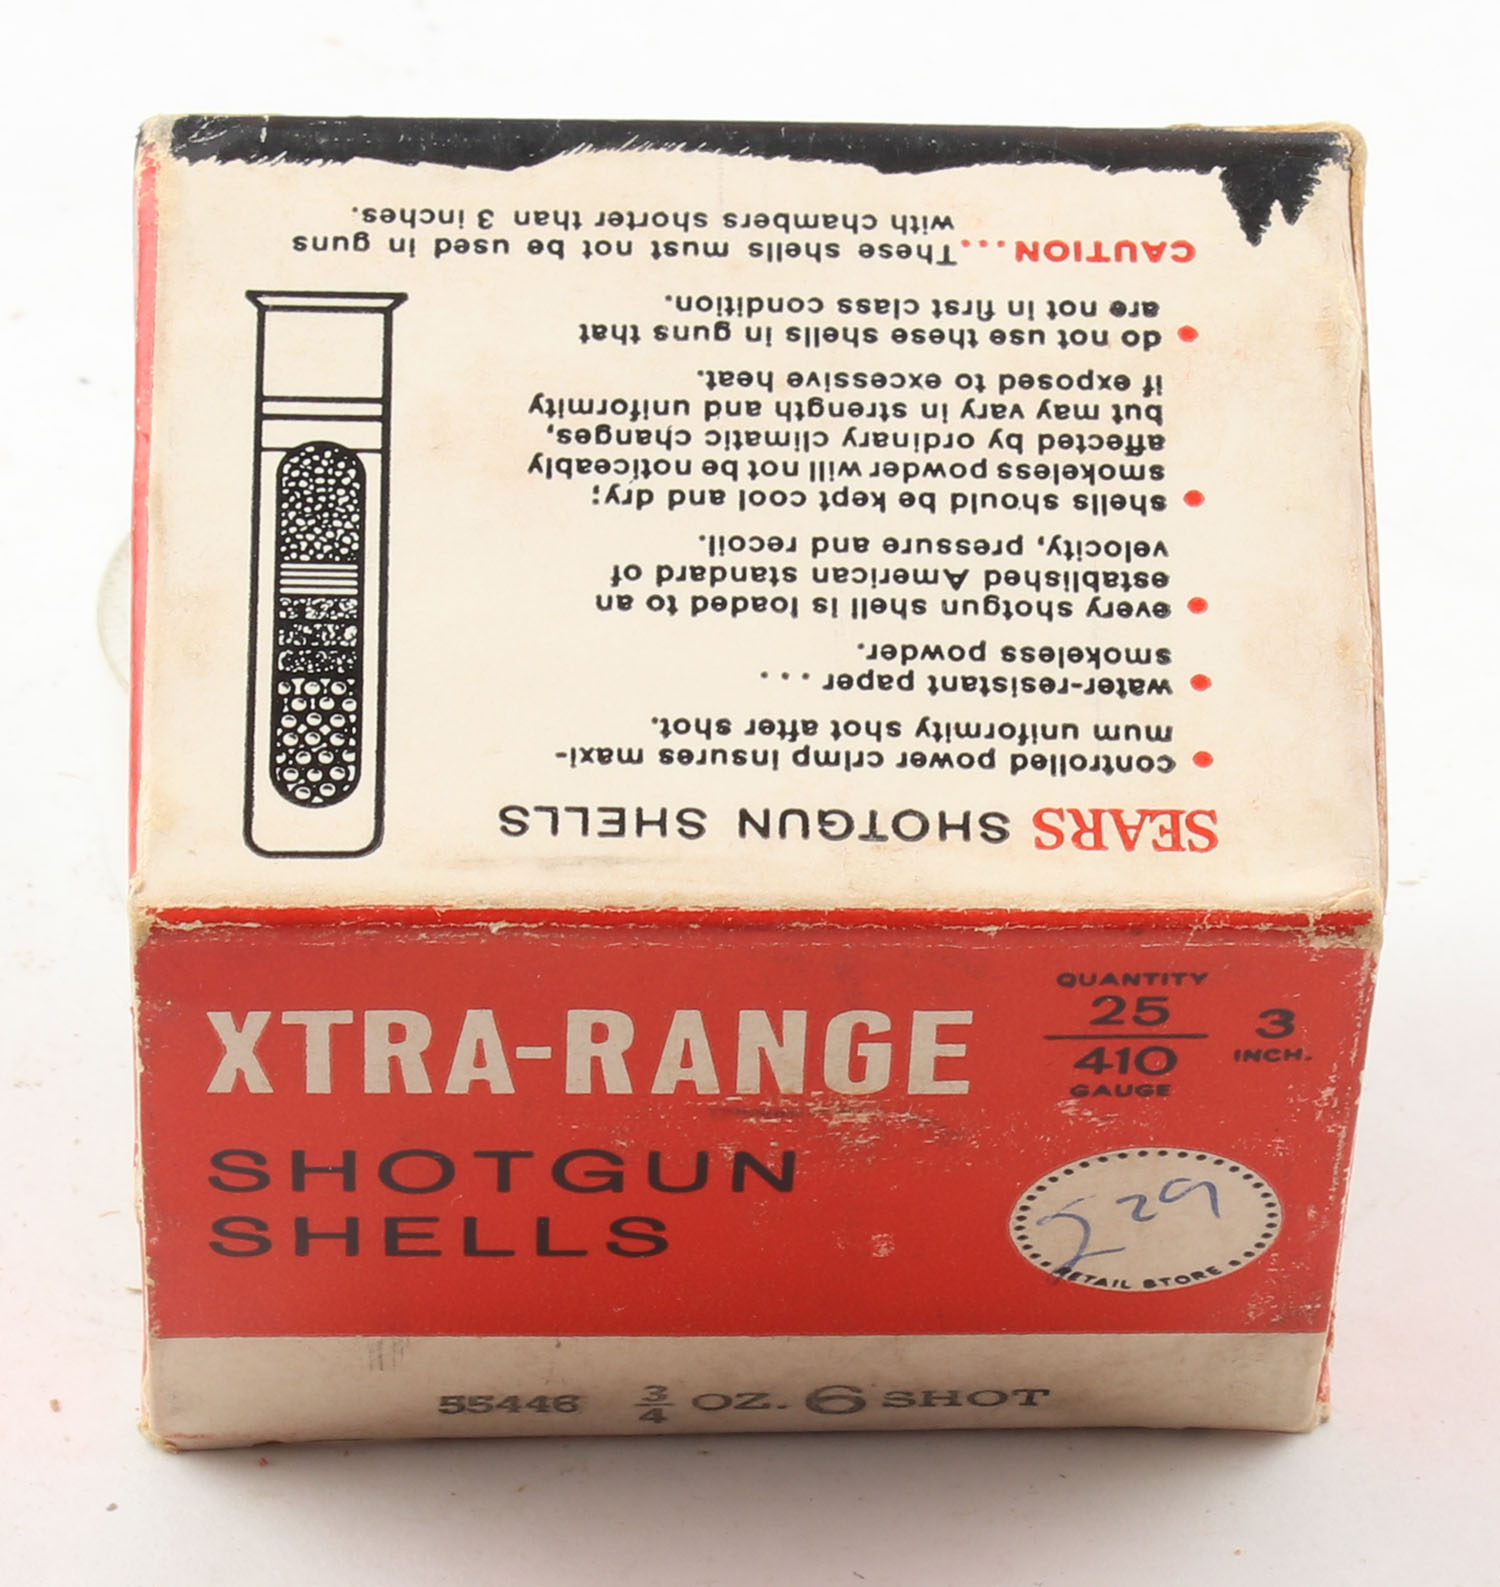 SEARS SHOTGUN SHELLS
• controlled power crimp insures maxi-
mum uniformity shot after shot.
• water-resistant paper ...
smokeless powder.
• every shotgun shell is loaded to an
established American standard of
velocity, pressure and recoil.
• shells should be kept cool and dry;
smokeless powder will not be noticeably
affected by ordinary climatic changes,
but may vary in strength and uniformity
if exposed to excessive heat.
• do not use these shells in guns that
are not in first class condition.
CAUTION...These shells must not be used in guns
with chambers shorter than 3 inches.
XTRA-RANGE
SHOTGUN
SHELLS
QUANTITY
25
410
GAUGE
3
INCH.
229
RETAIL STORE
55446 3/4 OZ. 6 SHOT